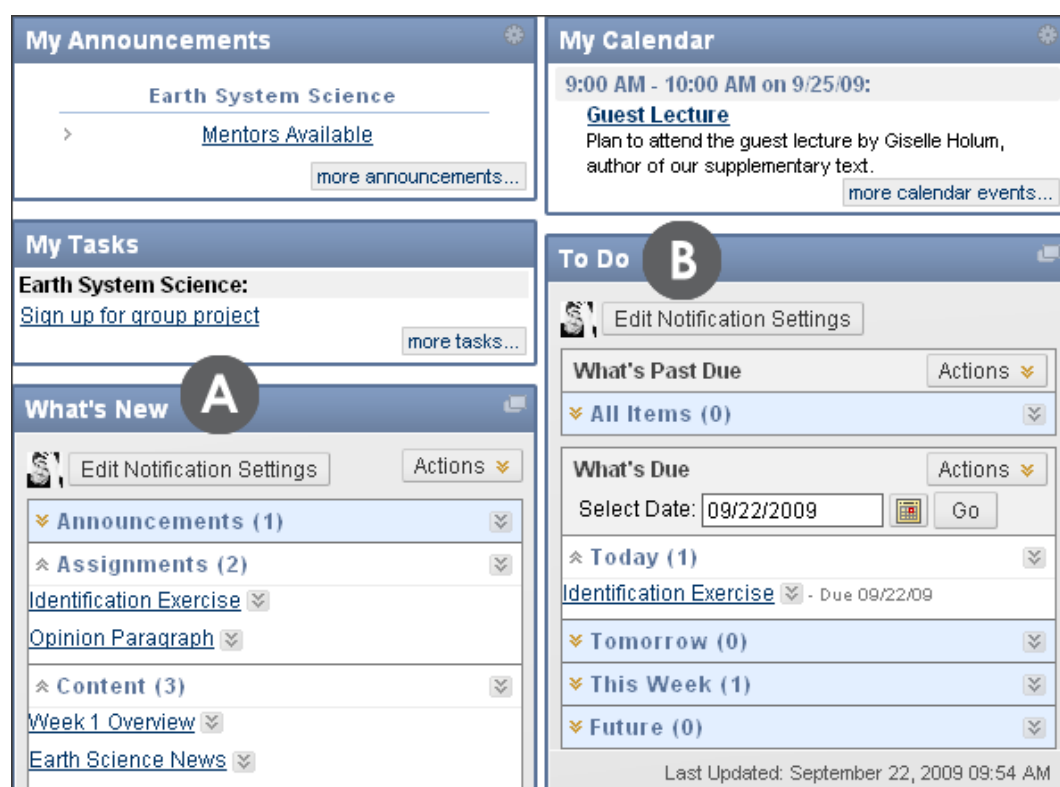 My Announcements
Earth System Science
Mentors Available
more announcements...
My Tasks
Earth System Science:
Sign up for group project
more tasks...
What's New
A
Edit Notification Settings
Actions
Announcements (1)
Assignments (2)
Identification Exercise
Opinion Paragraph
Content (3)
Week 1 Overview
Earth Science News
My Calendar
9:00 AM - 10:00 AM on 9/25/09:
Guest Lecture
Plan to attend the guest lecture by Giselle Holum,
author of our supplementary text.
more calendar events...
To Do
B
Edit Notification Settings
What's Past Due
Actions
All Items (0)
What's Due
Actions
Select Date: 09/22/2009 Go
Today (1)
Identification Exercise - Due 09/22/09
Tomorrow (0)
This Week (1)
Future (0)
Last Updated: September 22, 2009 09:54 AM